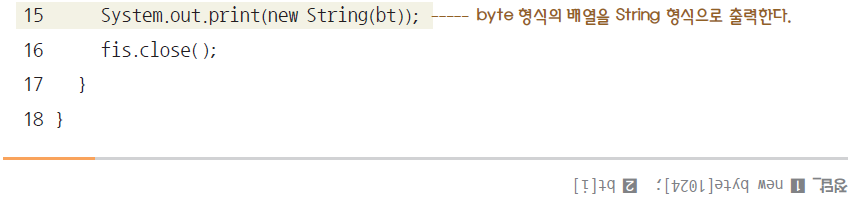 15 System.out.print(new String(bt)); ----- byte 형식의 배열을 String 형식으로 출력한다.
16 fis.close();
17 }
18 }
정답_ 1 new byte[1024]; 2 bt[i]